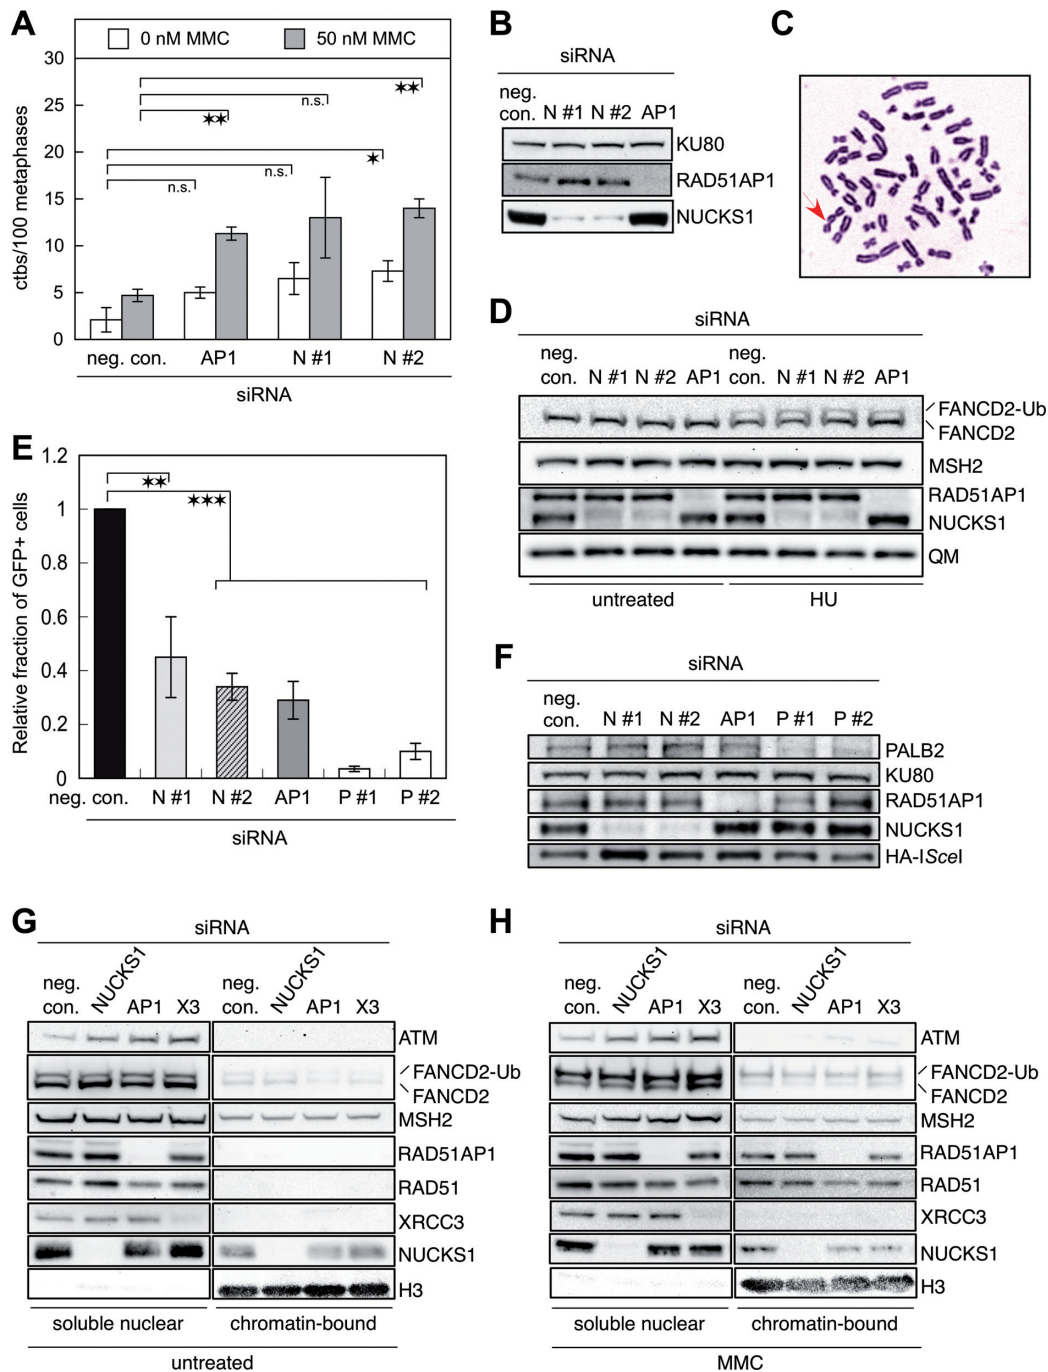 A
0 nM MMC
50 nM MMC
30
25
20
15
10
5
0
ctbs/100 metaphases
★★
n.s.
★★
★
n.s.
n.s.
neg. con. AP1 N #1 N #2
siRNA
B
siRNA
neg.
con. N #1 N #2 AP1
KU80
RAD51AP1
NUCKS1
C
D
siRNA
neg. neg.
con. N #1 N #2 AP1 con. N #1 N #2 AP1
FANCD2-Ub
FANCD2
MSH2
RAD51AP1
NUCKS1
QM
untreated HU
E
1.2
1
0.8
0.6
0.4
0.2
0
Relative fraction of GFP+ cells
★★
★★★
neg. con. N #1 N #2 AP1 P #1 P #2
siRNA
F
siRNA
neg.
con. N #1 N #2 AP1 P #1 P #2
PALB2
KU80
RAD51AP1
NUCKS1
HA-ISceI
G
siRNA
neg. neg.
con. NUCKS1 AP1 X3 con. NUCKS1 AP1 X3
ATM
FANCD2-Ub
FANCD2
MSH2
RAD51AP1
RAD51
XRCC3
NUCKS1
H3
soluble nuclear chromatin-bound
untreated
H
siRNA
neg. neg.
con. NUCKS1 AP1 X3 con. NUCKS1 AP1 X3
ATM
FANCD2-Ub
FANCD2
MSH2
RAD51AP1
RAD51
XRCC3
NUCKS1
H3
soluble nuclear chromatin-bound
MMC